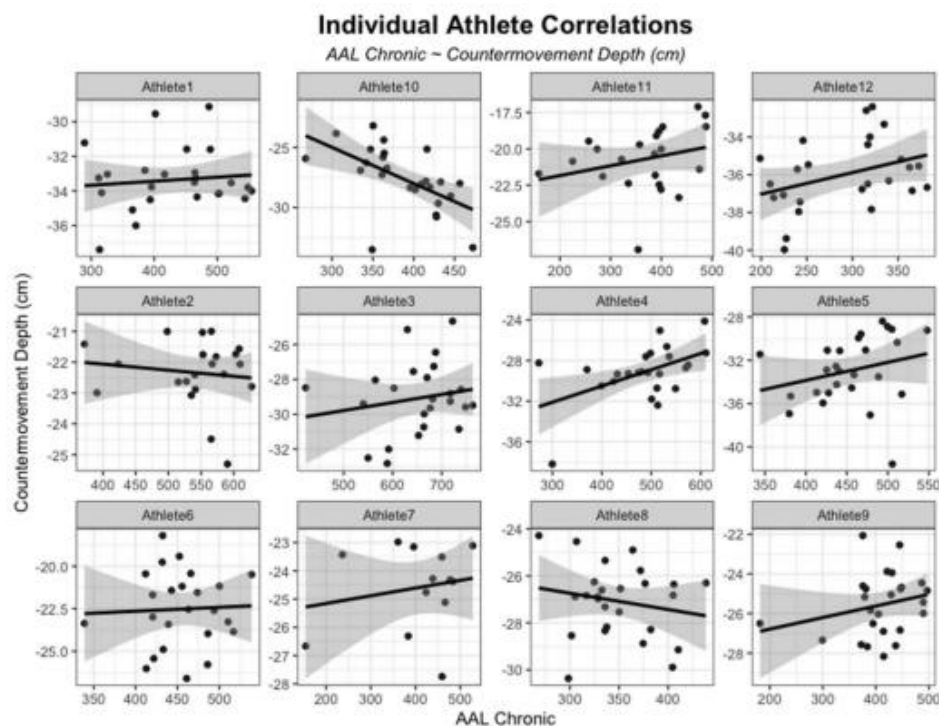 Individual Athlete Correlations
AAL Chronic ~ Countermovement Depth (cm)
Athlete1 Athlete10 Athlete11 Athlete12
-30 -33 -36
300 400 500
-25 -30
300 350 400 450
-17.5 -20.0 -22.5 -25.0
200 300 400 500
-34 -36 -38 -40
200 250 300 350
Countermovement Depth (cm)
Athlete2 Athlete3 Athlete4 Athlete5
-21 -22 -23 -24 -25
400 450 500 550 600
-26 -28 -30 -32
500 600 700
-24 -28 -32 -36
300 400 500 600
-28 -32 -36 -40
350 400 450 500 550
Athlete6 Athlete7 Athlete8 Athlete9
-20.0 -22.5 -25.0
350 400 450 500
-23 -24 -25 -26 -27 -28
200 300 400 500
-24 -26 -28 -30
300 350 400
-22 -24 -26 -28
200 300 400 500
AAL Chronic